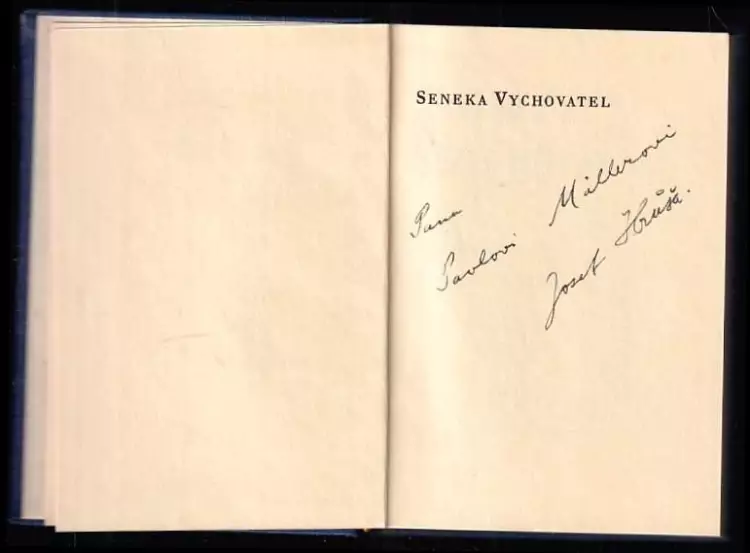 SENEKA VYCHOVATEL
Panu
Pavlovi Müllerovi
Josef Hrůša.